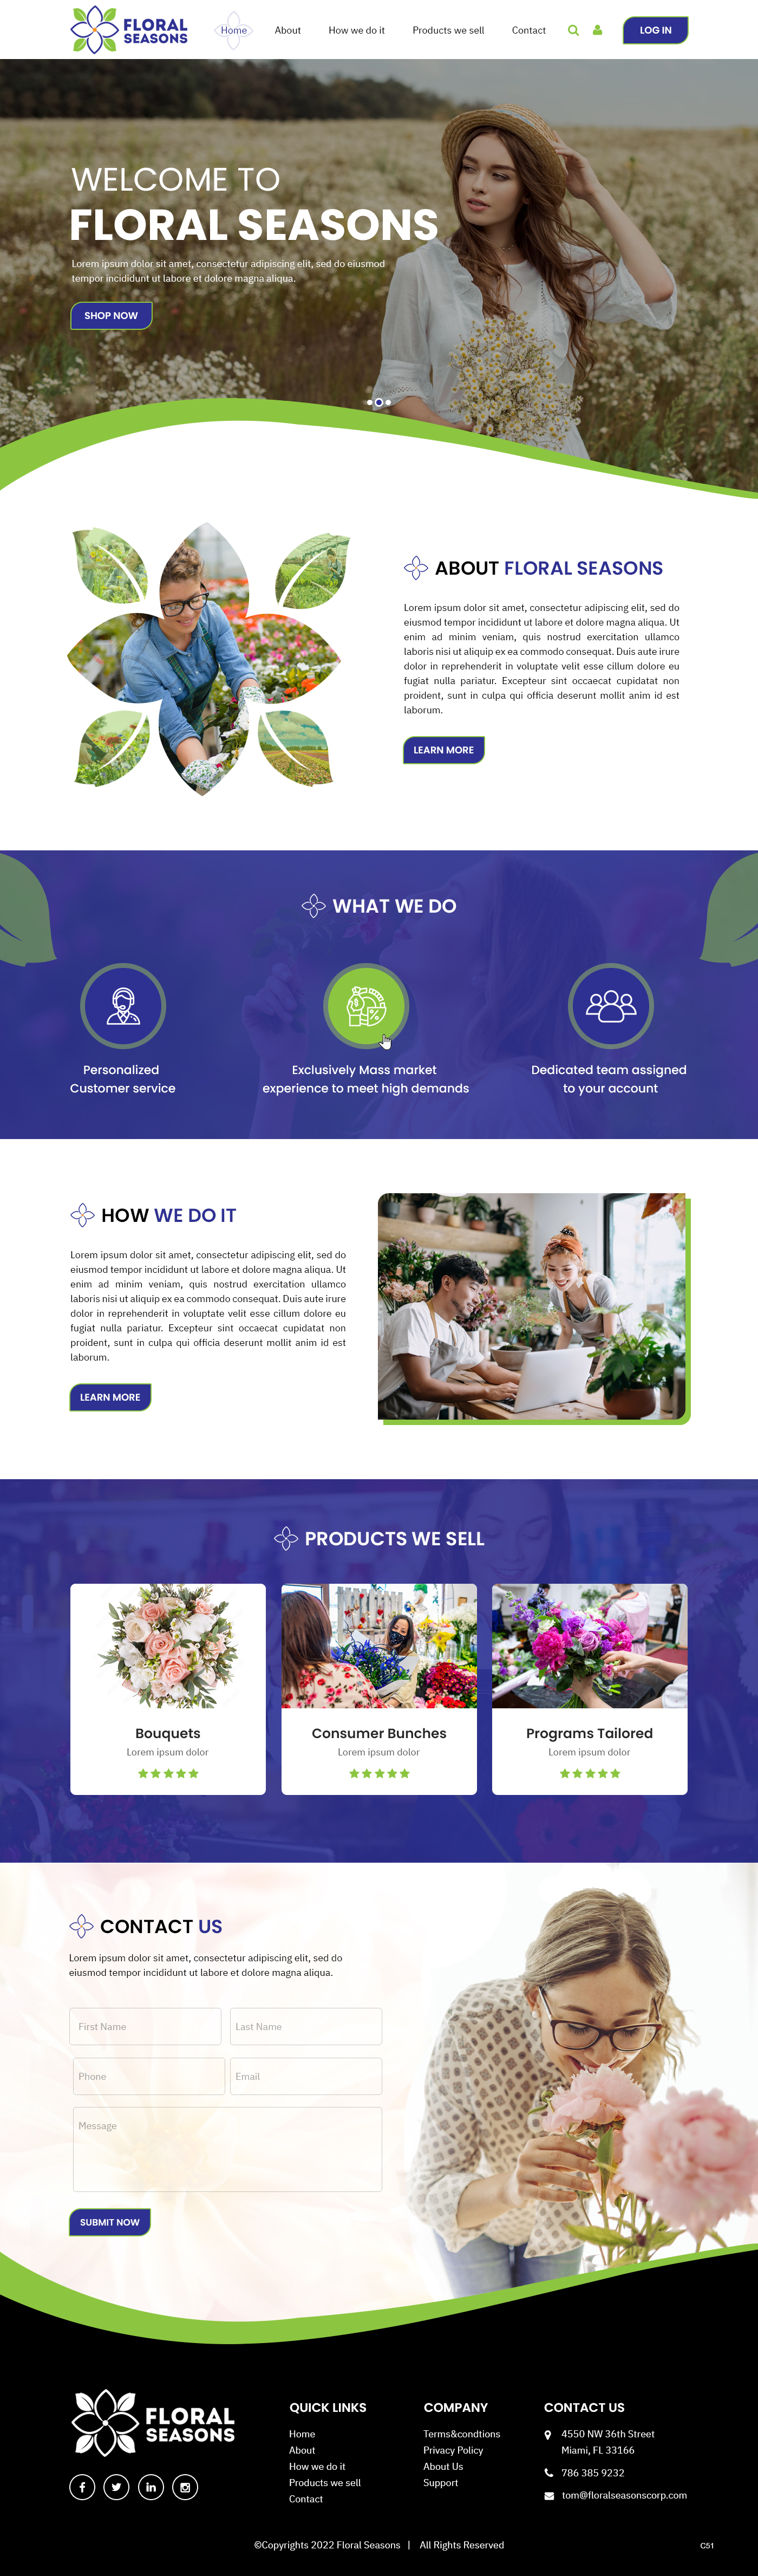 FLORAL
SEASONS
Home
About
How we do it
Products we sell
Contact
LOG IN
WELCOME TO
FLORAL SEASONS
Lorem ipsum dolor sit amet, consectetur adipiscing elit, sed do eiusmod
tempor incididunt ut labore et dolore magna aliqua.
SHOP NOW
ABOUT FLORAL SEASONS
Lorem ipsum dolor sit amet, consectetur adipiscing elit, sed do
eiusmod tempor incididunt ut labore et dolore magna aliqua. Ut
enim ad minim veniam, quis nostrud exercitation ullamco
laboris nisi ut aliquip ex ea commodo consequat. Duis aute irure
dolor in reprehenderit in voluptate velit esse cillum dolore eu
fugiat nulla pariatur. Excepteur sint occaecat cupidatat non
proident, sunt in culpa qui officia deserunt mollit anim id est
laborum.
LEARN MORE
WHAT WE DO
Personalized
Customer service
Exclusively Mass market
experience to meet high demands
Dedicated team assigned
to your account
HOW WE DO IT
Lorem ipsum dolor sit amet, consectetur adipiscing elit, sed do
eiusmod tempor incididunt ut labore et dolore magna aliqua. Ut
enim ad minim veniam, quis nostrud exercitation ullamco
laboris nisi ut aliquip ex ea commodo consequat. Duis aute irure
dolor in reprehenderit in voluptate velit esse cillum dolore eu
fugiat nulla pariatur. Excepteur sint occaecat cupidatat non
proident, sunt in culpa qui officia deserunt mollit anim id est
laborum.
LEARN MORE
PRODUCTS WE SELL
Bouquets
Lorem ipsum dolor
Consumer Bunches
Lorem ipsum dolor
Programs Tailored
Lorem ipsum dolor
CONTACT US
Lorem ipsum dolor sit amet, consectetur adipiscing elit, sed do
eiusmod tempor incididunt ut labore et dolore magna aliqua.
First Name
Last Name
Phone
Email
Message
SUBMIT NOW
FLORAL
SEASONS
QUICK LINKS
Home
About
How we do it
Products we sell
Contact
COMPANY
Terms&condtions
Privacy Policy
About Us
Support
CONTACT US
4550 NW 36th Street
Miami, FL 33166
786 385 9232
tom@floralseasonscorp.com
©Copyrights 2022 Floral Seasons | All Rights Reserved
C51